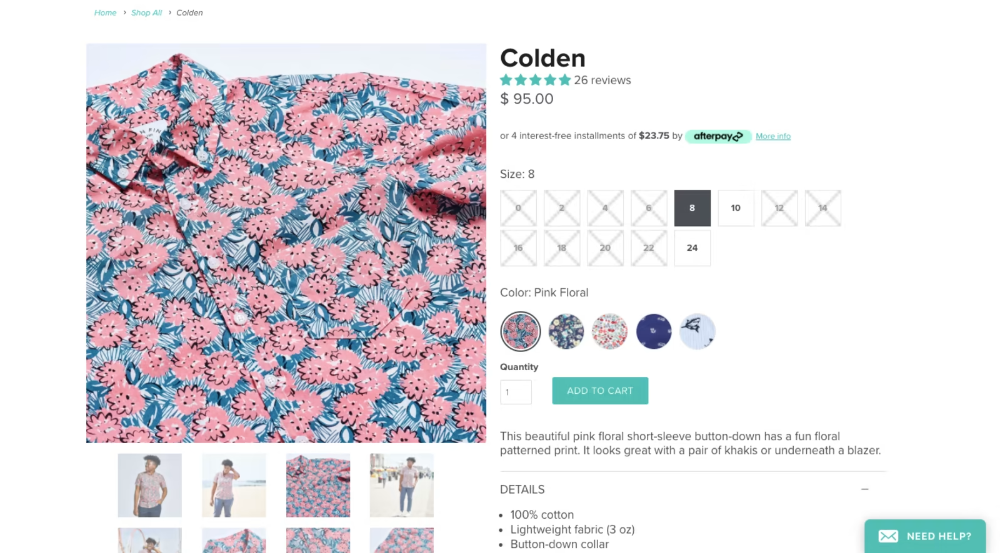 Home › Shop All › Colden
Colden
26 reviews
$ 95.00
or 4 interest-free installments of $23.75 by afterpay More info
Size: 8
0 2 4 6 8 10 12 14
16 18 20 22 24
Color: Pink Floral
Quantity
1 ADD TO CART
This beautiful pink floral short-sleeve button-down has a fun floral
patterned print. It looks great with a pair of khakis or underneath a blazer.
DETAILS
• 100% cotton
• Lightweight fabric (3 oz)
• Button-down collar
NEED HELP?